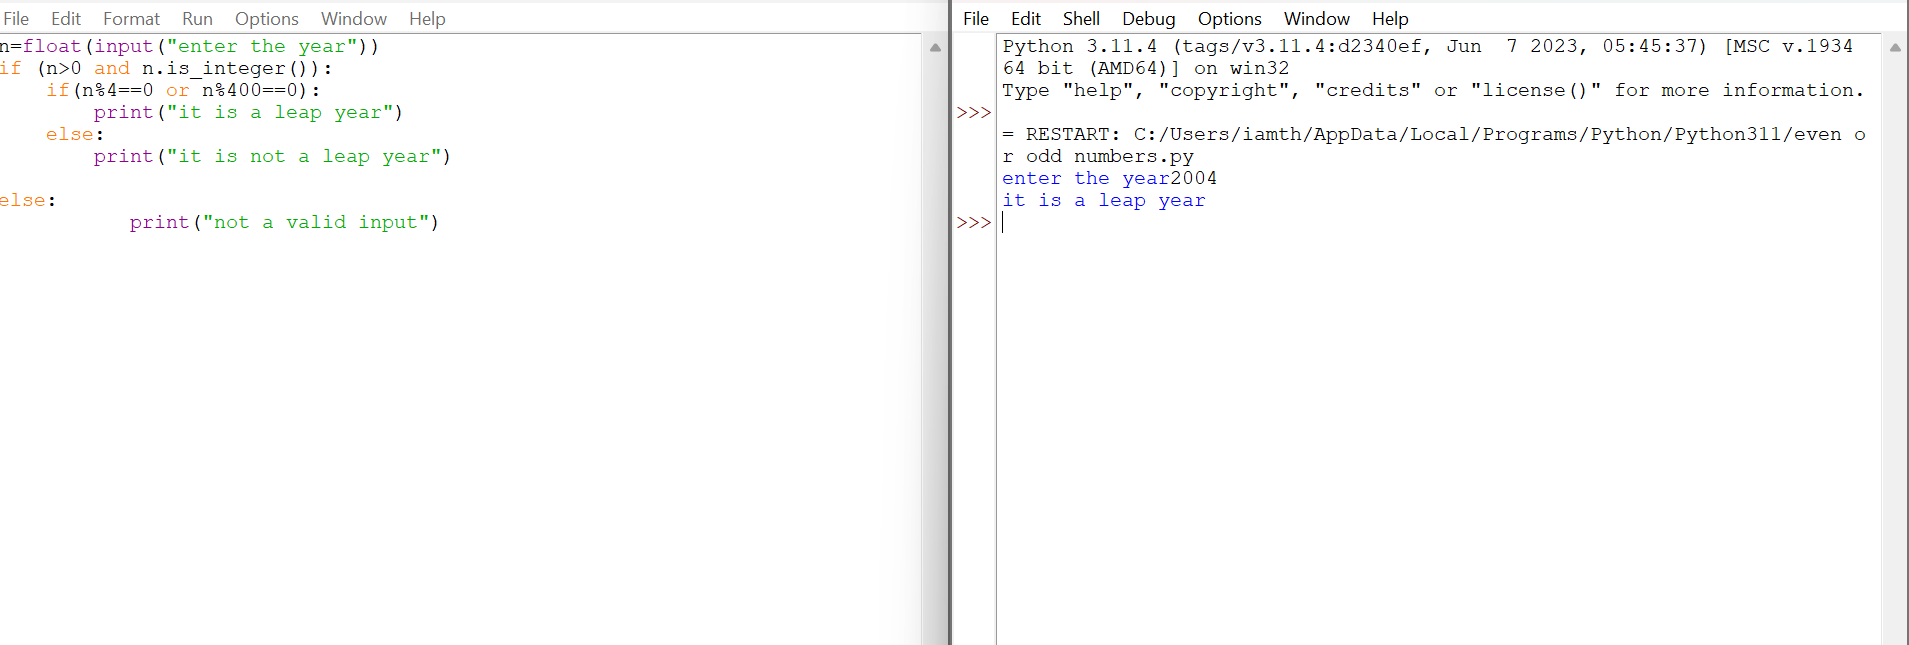 File Edit Format Run Options Window Help
n=float(input("enter the year"))
if (n>0 and n.is_integer()):
    if(n%4==0 or n%400==0):
        print("it is a leap year")
    else:
        print("it is not a leap year")
else:
           print("not a valid input")
File Edit Shell Debug Options Window Help
Python 3.11.4 (tags/v3.11.4:d2340ef, Jun  7 2023, 05:45:37) [MSC v.1934
64 bit (AMD64)] on win32
Type "help", "copyright", "credits" or "license()" for more information.
>>>
= RESTART: C:/Users/iamth/AppData/Local/Programs/Python/Python311/even o
r odd numbers.py
enter the year2004
it is a leap year
>>>